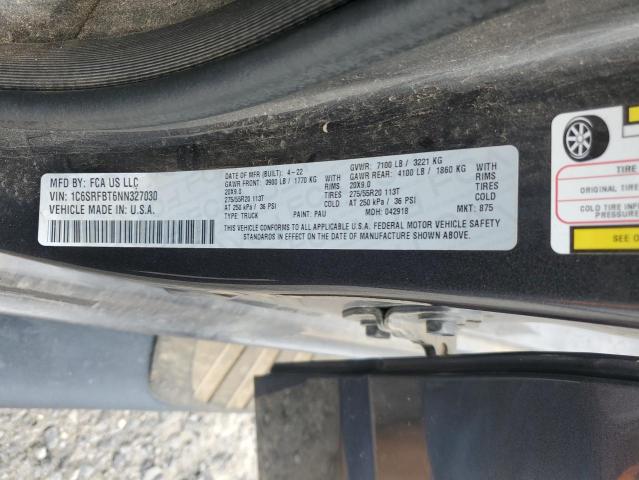 MFD BY: FCA US LLC
VIN: 1C6SRFBT6NN327030
VEHICLE MADE IN: U.S.A.
DATE OF MFR (BUILT): 4-22
GAWR FRONT: 3900 LB / 1770 KG WITH
20X9.0 RIMS
275/55R20 113T
AT 250 kPa / 36 PSI COLD
TYPE: TRUCK PAINT: PAU
GVWR: 7100 LB / 3221 KG
GAWR REAR: 4100 LB / 1860 KG WITH
20X9.0 RIMS
275/55R20 113T
AT 250 kPa / 36 PSI COLD
MDH: 042918 MKT: 875
THIS VEHICLE CONFORMS TO ALL APPLICABLE U.S.A. FEDERAL MOTOR VEHICLE SAFETY
STANDARDS IN EFFECT ON THE DATE OF MANUFACTURE SHOWN ABOVE.
TIRE
ORIGINAL TIRE
COLD TIRE
PRESSURE
SEE